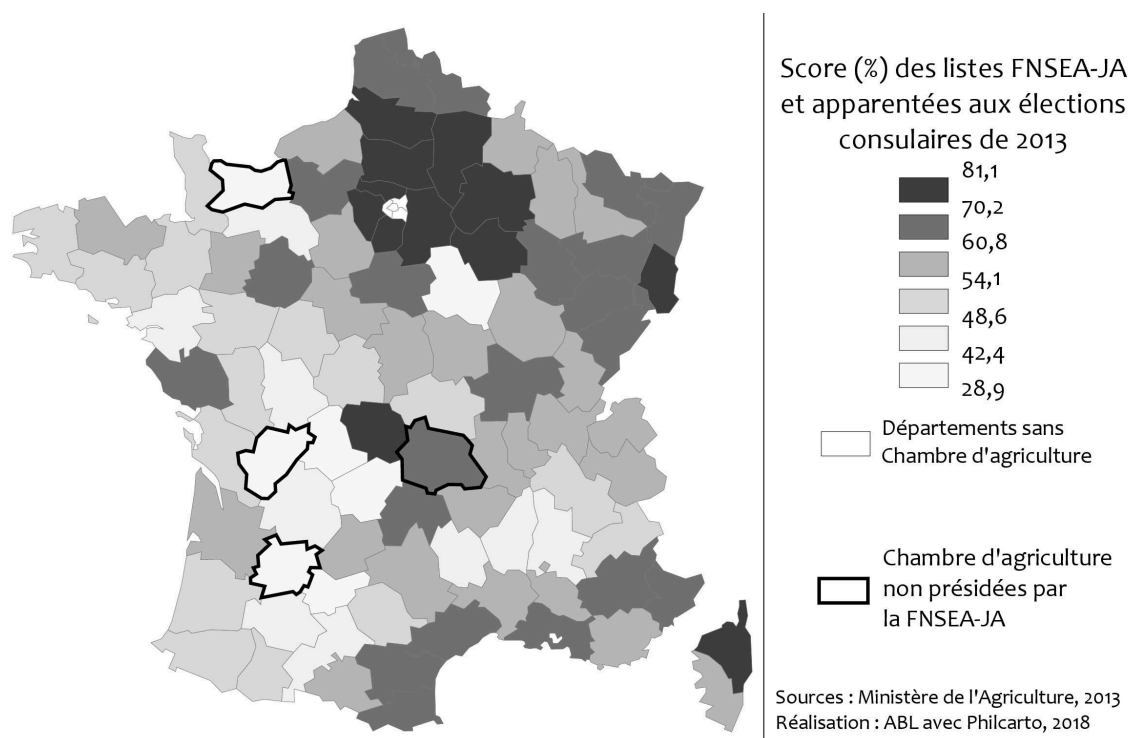 Score (%) des listes FNSEA-JA
et apparentées aux élections
consulaires de 2013
81,1
70,2
60,8
54,1
48,6
42,4
28,9
Départements sans
Chambre d'agriculture
Chambre d'agriculture
non présidées par
la FNSEA-JA
Sources : Ministère de l'Agriculture, 2013
Réalisation : ABL avec Philcarto, 2018